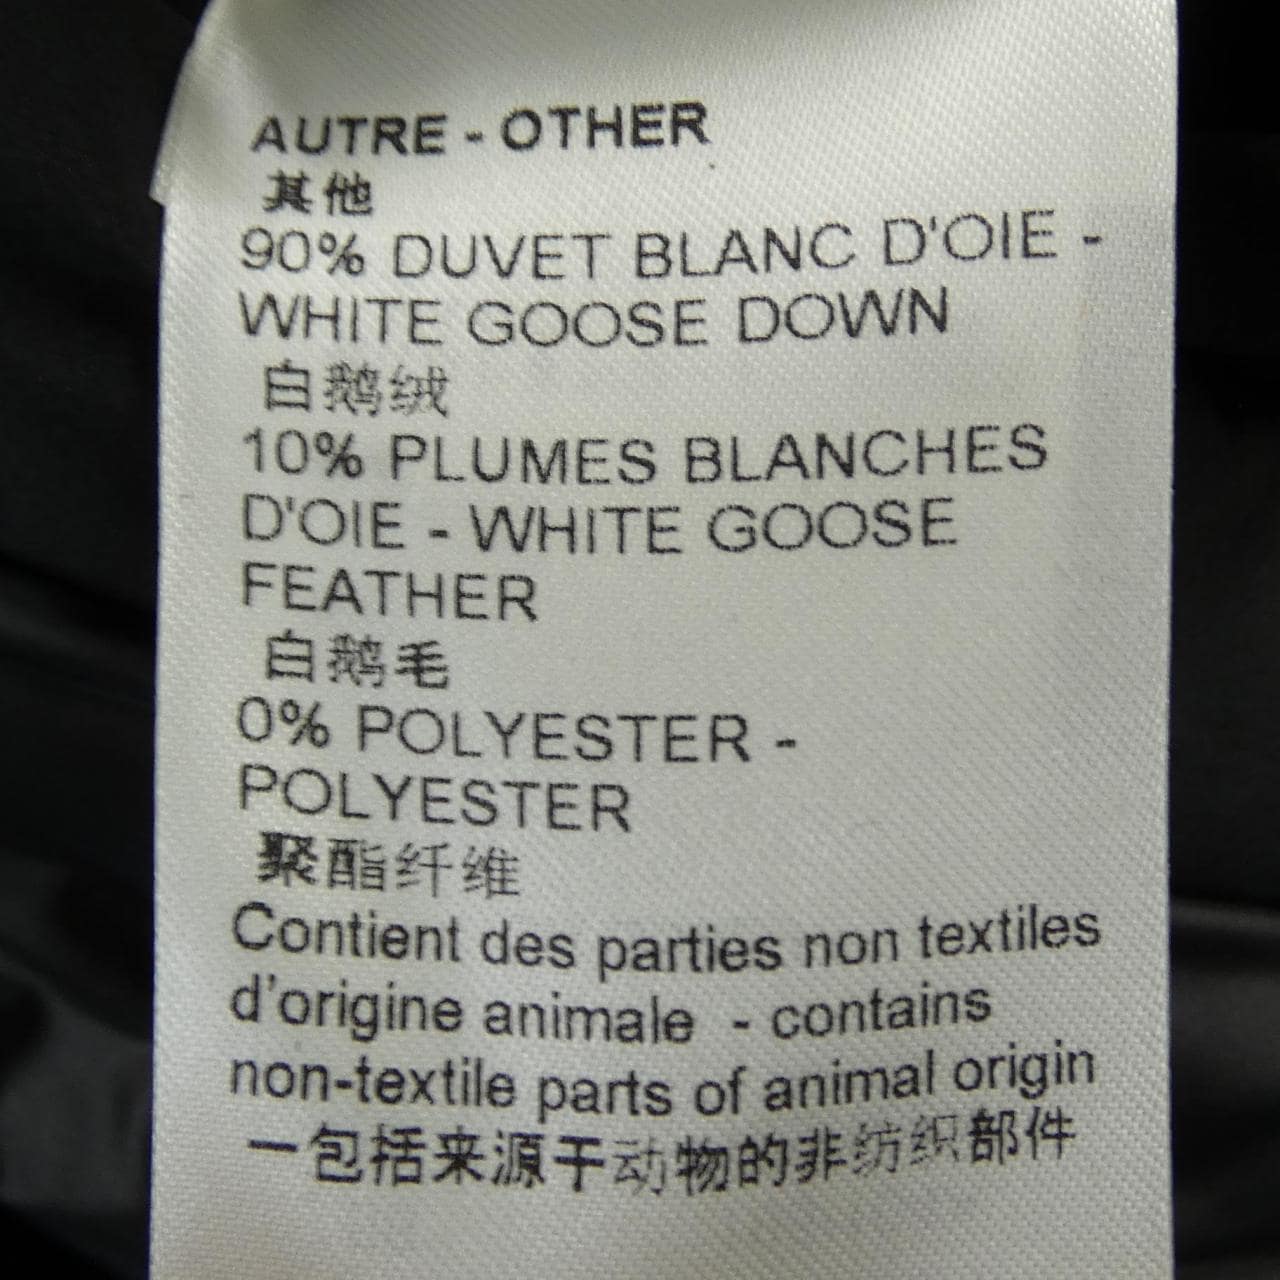 AUTRE - OTHER
其他
90% DUVET BLANC D'OIE -
WHITE GOOSE DOWN
白鹅绒
10% PLUMES BLANCHES
D'OIE - WHITE GOOSE
FEATHER
白鹅毛
0% POLYESTER -
POLYESTER
聚酯纤维
Contient des parties non textiles
d'origine animale - contains
non-textile parts of animal origin
一包括来源于动物的非纺织部件